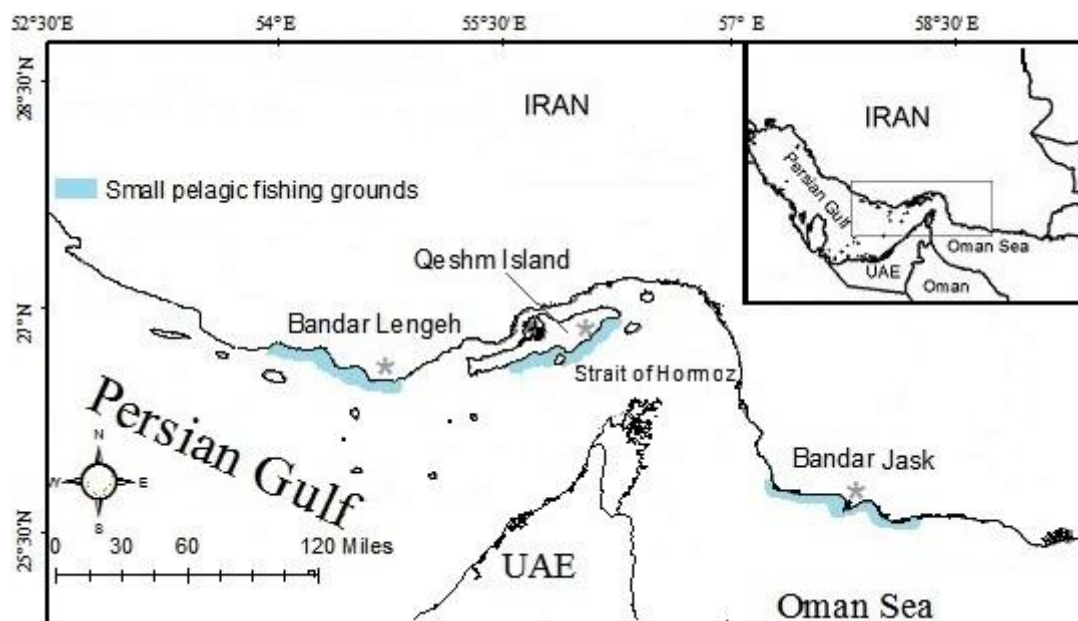 52°30'E 54°E 55°30'E 57°E 58°30'E
28°30'N
27°N
25°30'N
IRAN
Small pelagic fishing grounds
Qeshm Island
Bandar Lengeh
Strait of Hormoz
Persian Gulf
Bandar Jask
N
W E
S
0 30 60 120 Miles
UAE
Oman Sea
IRAN
Persian Gulf
Oman Sea
UAE
Oman